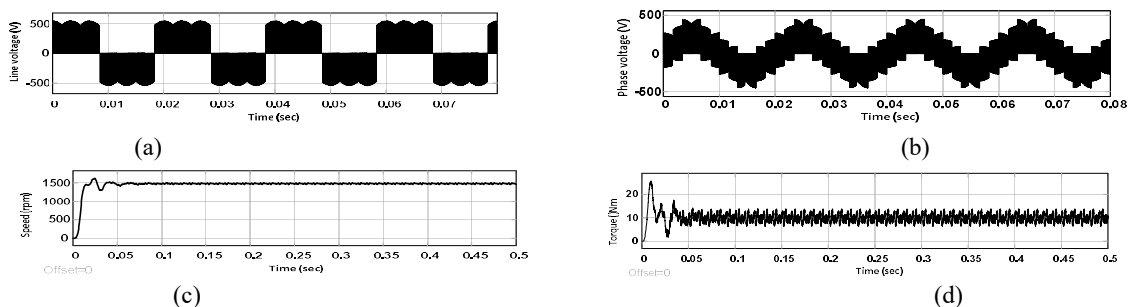 Line voltage (V)
500
0
-500
0 0.01 0.02 0.03 0.04 0.05 0.06 0.07
Time (sec)
(a)
Phase voltage (V)
500
0
-500
0 0.01 0.02 0.03 0.04 0.05 0.06 0.07 0.08
Time (sec)
(b)
Speed (rpm)
1500
1000
500
0
0 0.05 0.1 0.15 0.2 0.25 0.3 0.35 0.4 0.45 0.5
Time (sec)
Offset=0
(c)
Torque (]Nm
20
10
0
0 0.05 0.1 0.15 0.2 0.25 0.3 0.35 0.4 0.45 0.5
Time (sec)
Offset=0
(d)